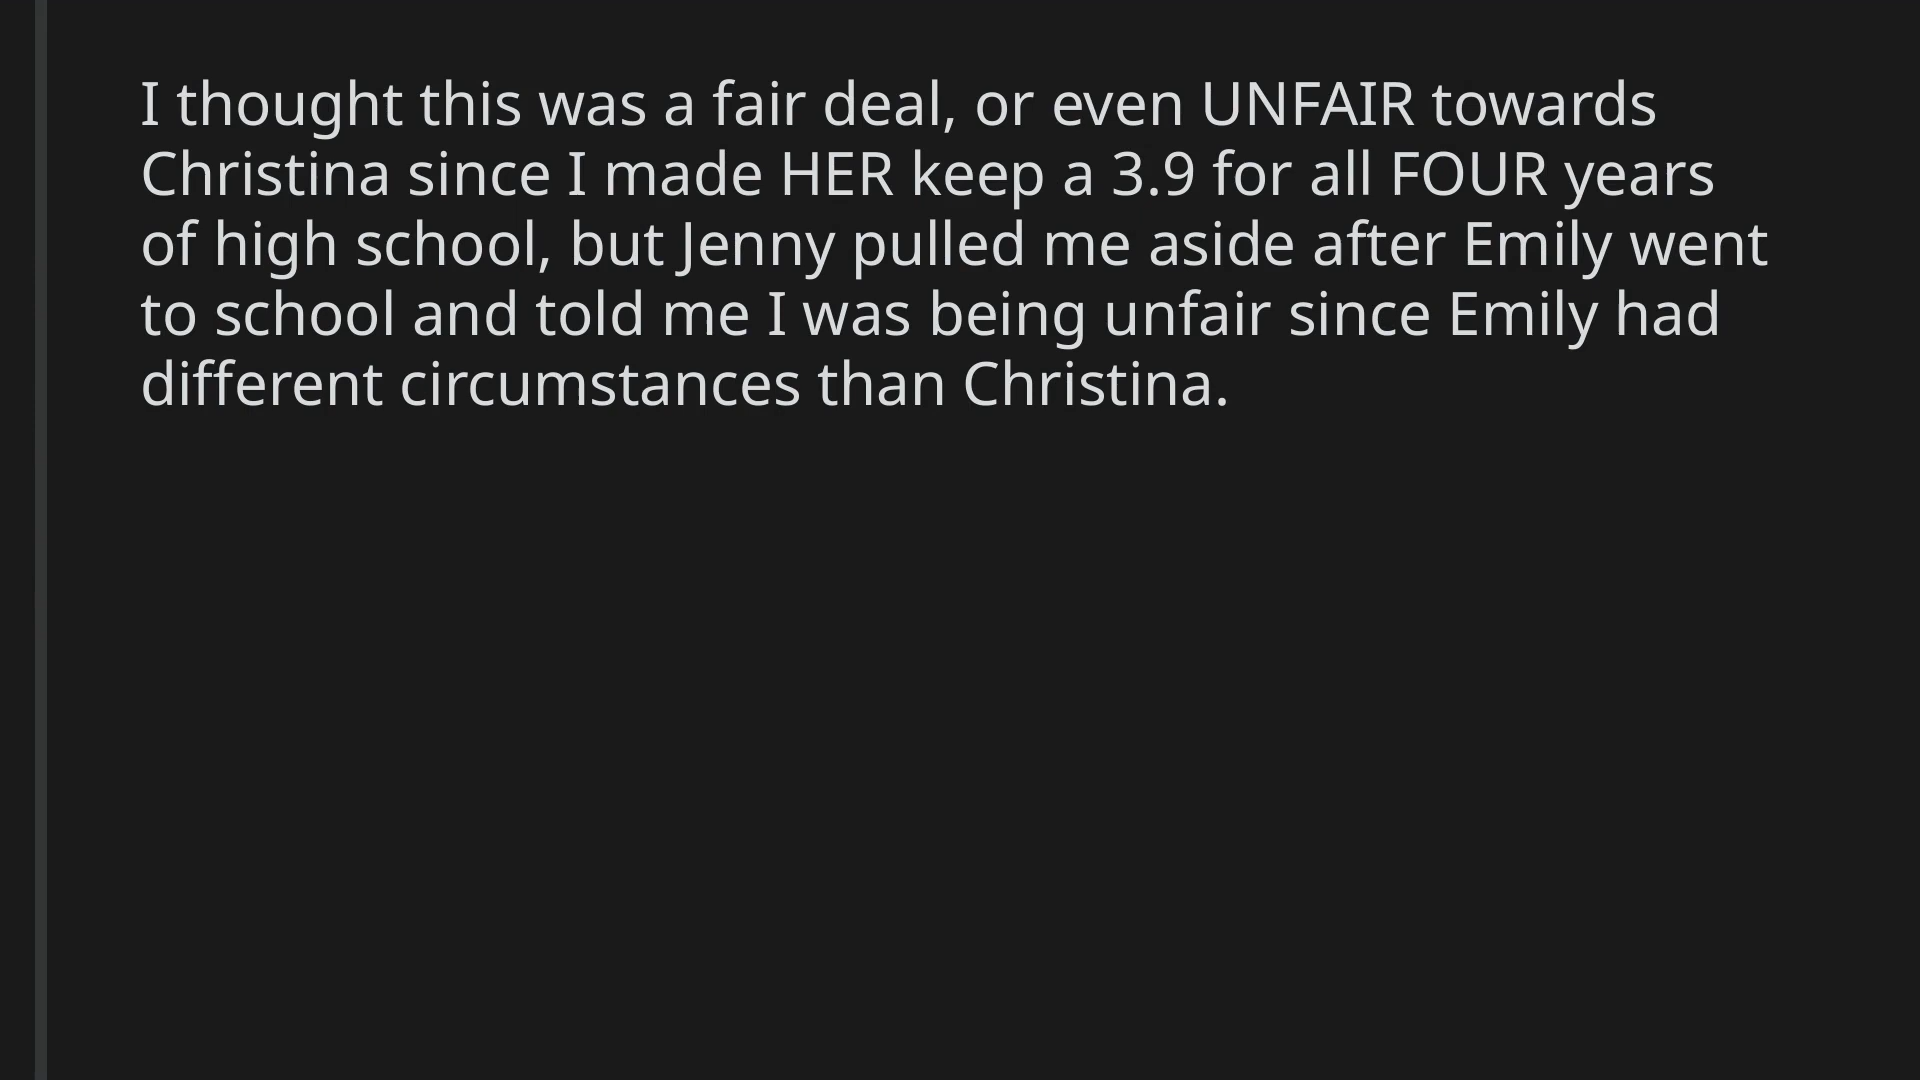 I thought this was a fair deal, or even UNFAIR towards
Christina since I made HER keep a 3.9 for all FOUR years
of high school, but Jenny pulled me aside after Emily went
to school and told me I was being unfair since Emily had
different circumstances than Christina.